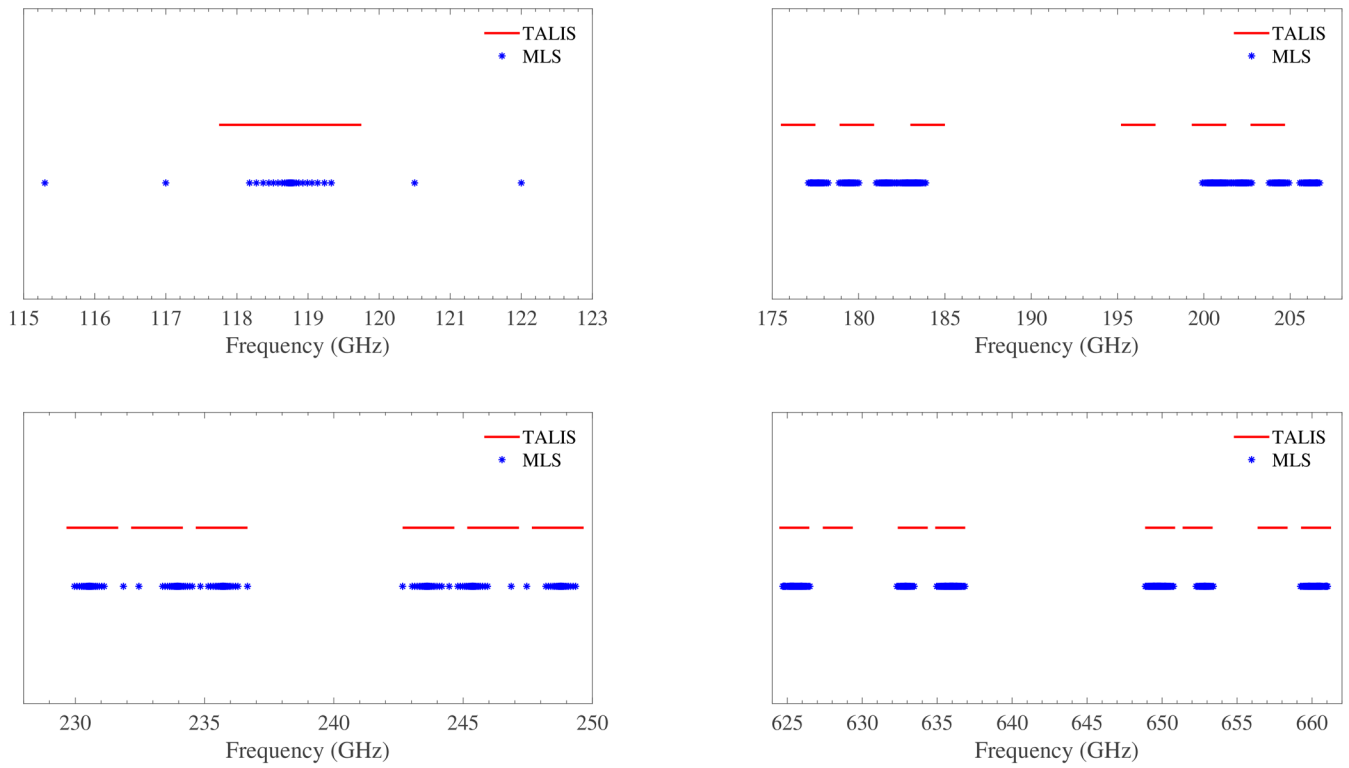 TALIS
MLS
115 116 117 118 119 120 121 122 123
Frequency (GHz)
TALIS
MLS
175 180 185 190 195 200 205
Frequency (GHz)
TALIS
MLS
230 235 240 245 250
Frequency (GHz)
TALIS
MLS
625 630 635 640 645 650 655 660
Frequency (GHz)